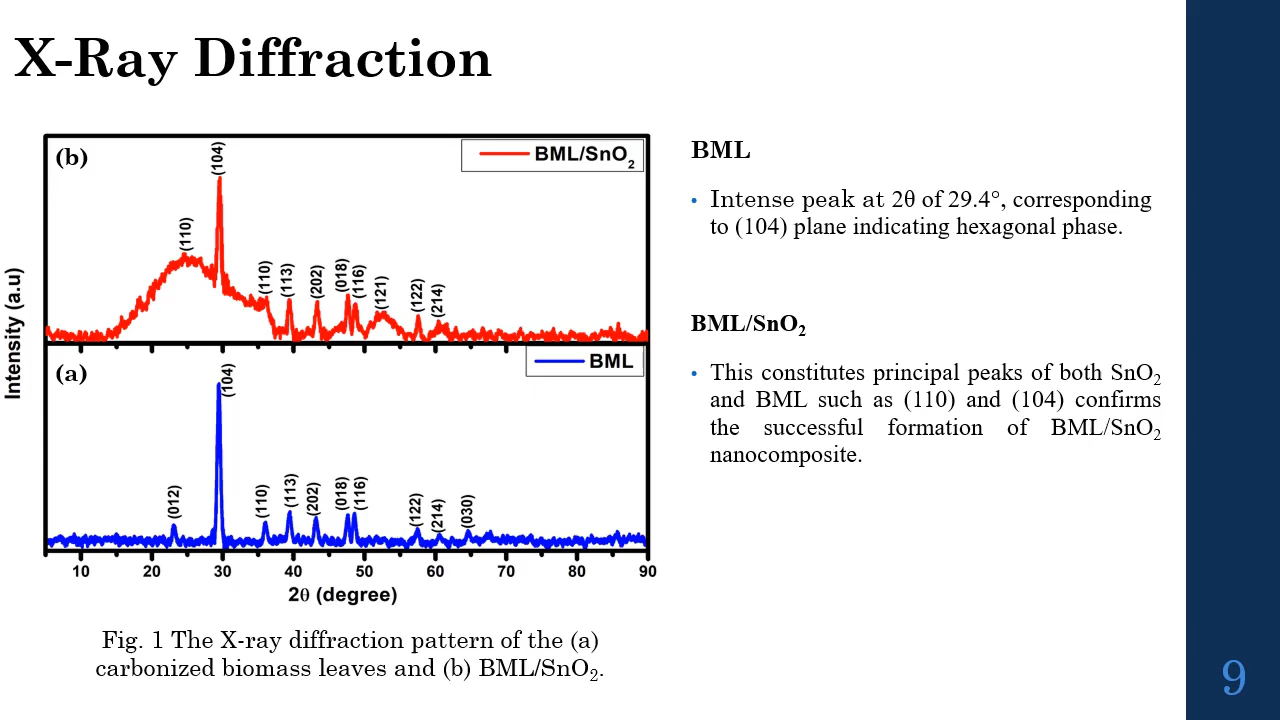 X-Ray Diffraction
(b)
BML/SnO2
(110)
(104)
(110)
(113)
(202)
(018)
(116)
(121)
(122)
(214)
(a)
BML
(012)
(104)
(110)
(113)
(202)
(018)
(116)
(122)
(214)
(030)
Intensity (a.u)
10 20 30 40 50 60 70 80 90
2θ (degree)
Fig. 1 The X-ray diffraction pattern of the (a)
carbonized biomass leaves and (b) BML/SnO2.
BML
• Intense peak at 2θ of 29.4°, corresponding
to (104) plane indicating hexagonal phase.
BML/SnO2
• This constitutes principal peaks of both SnO2
and BML such as (110) and (104) confirms
the successful formation of BML/SnO2
nanocomposite.
9